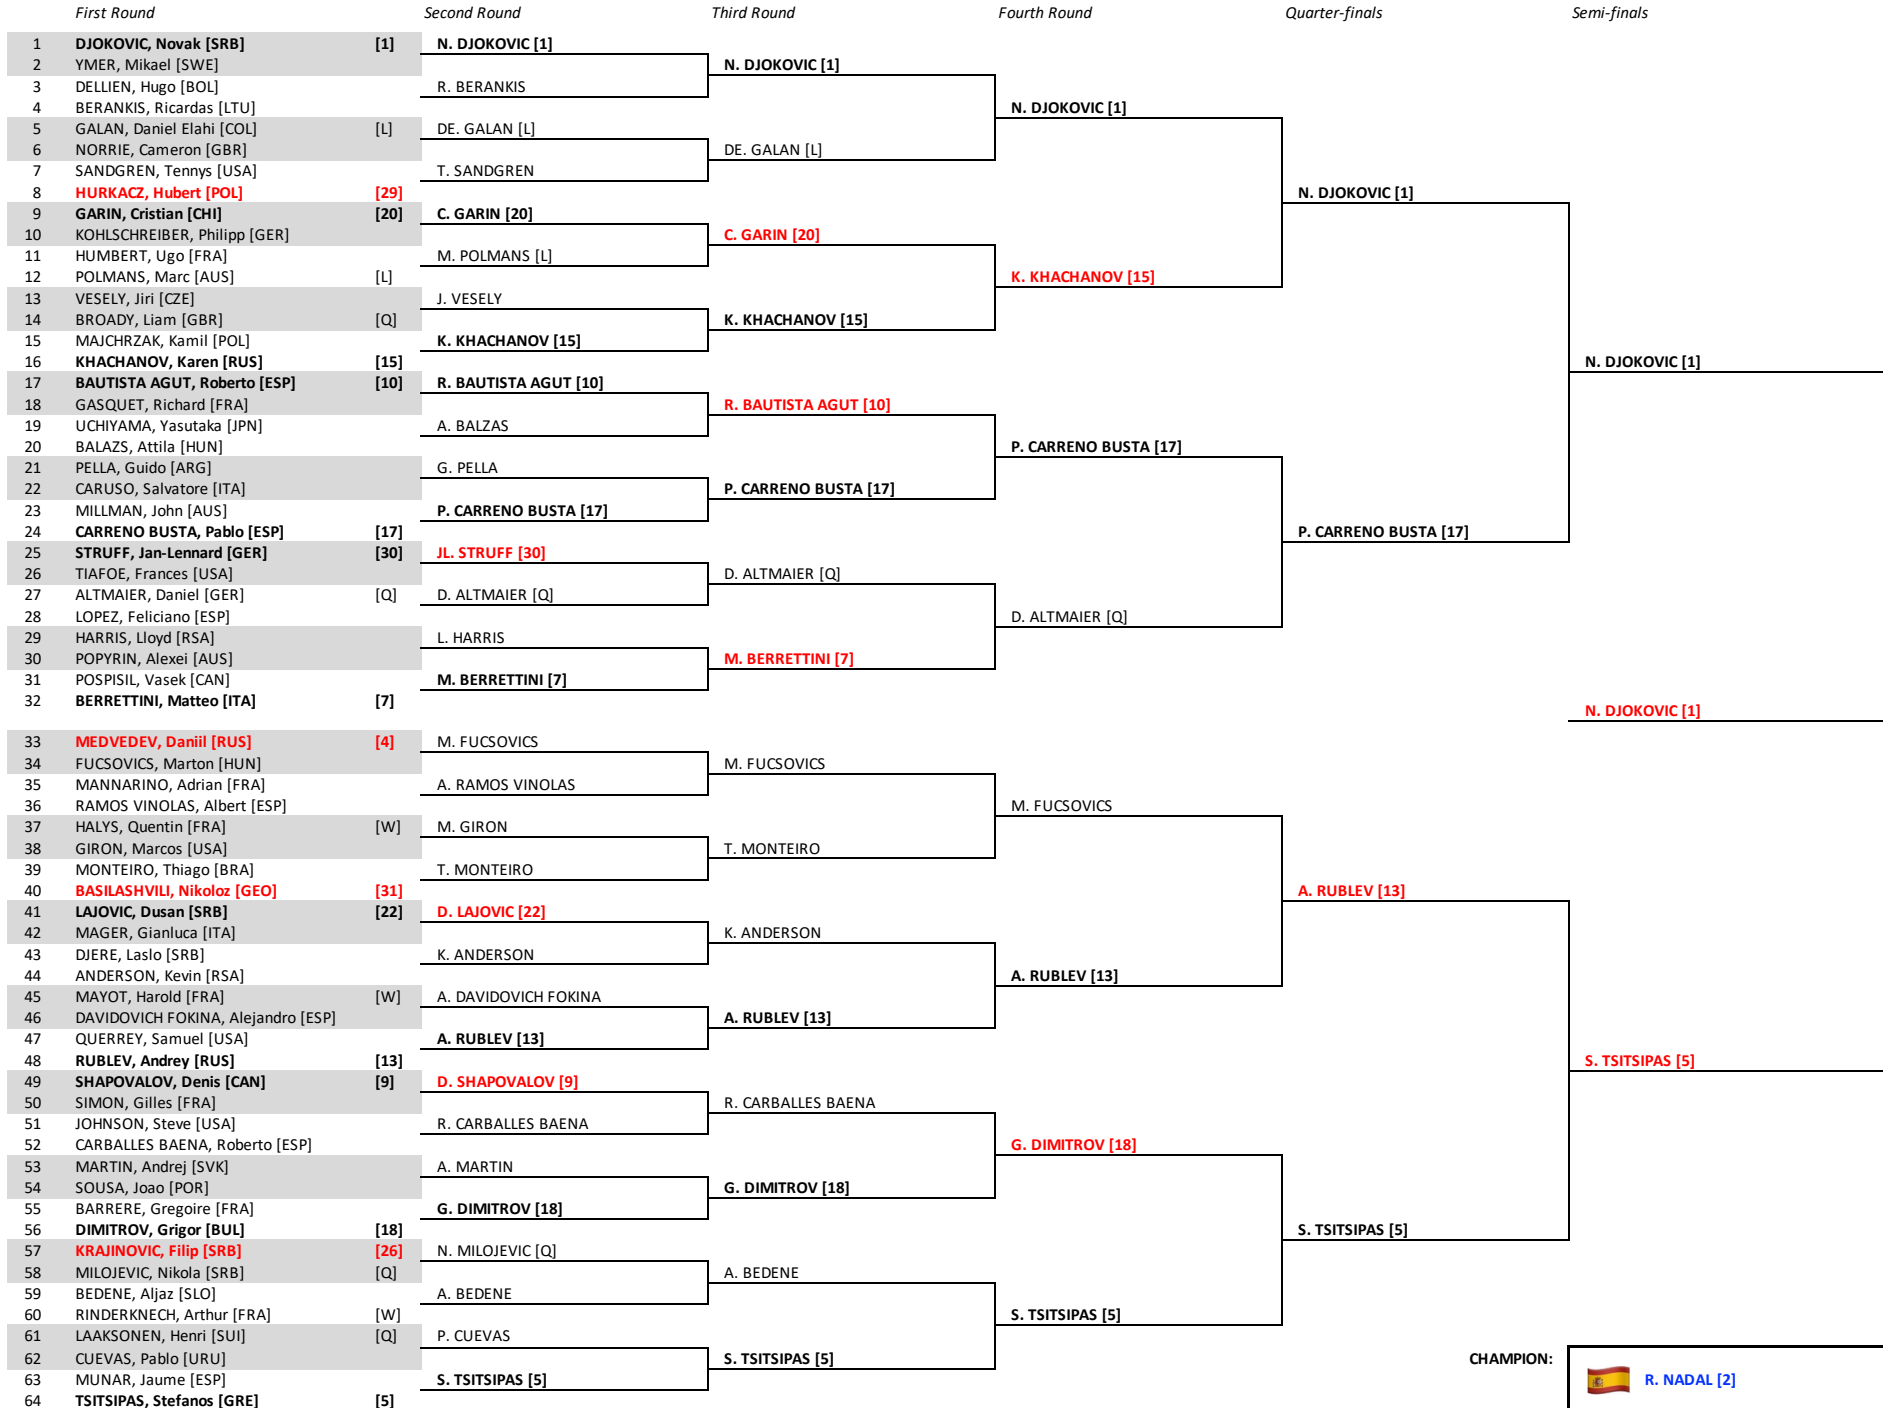 First Round Second Round Third Round Fourth Round Quarter-finals Semi-finals
1 DJOKOVIC, Novak [SRB] [1] N. DJOKOVIC [1]
2 YMER, Mikael [SWE] N. DJOKOVIC [1]
3 DELLIEN, Hugo [BOL] R. BERANKIS
4 BERANKIS, Ricardas [LTU] N. DJOKOVIC [1]
5 GALAN, Daniel Elahi [COL] [L] DE. GALAN [L]
6 NORRIE, Cameron [GBR] DE. GALAN [L]
7 SANDGREN, Tennys [USA] T. SANDGREN
8 HURKACZ, Hubert [POL] [29] N. DJOKOVIC [1]
9 GARIN, Cristian [CHI] [20] C. GARIN [20]
10 KOHLSCHREIBER, Philipp [GER] C. GARIN [20]
11 HUMBERT, Ugo [FRA] M. POLMANS [L]
12 POLMANS, Marc [AUS] [L] K. KHACHANOV [15]
13 VESELY, Jiri [CZE] J. VESELY
14 BROADY, Liam [GBR] [Q] K. KHACHANOV [15]
15 MAJCHRZAK, Kamil [POL] K. KHACHANOV [15]
16 KHACHANOV, Karen [RUS] [15] N. DJOKOVIC [1]
17 BAUTISTA AGUT, Roberto [ESP] [10] R. BAUTISTA AGUT [10]
18 GASQUET, Richard [FRA] R. BAUTISTA AGUT [10]
19 UCHIYAMA, Yasutaka [JPN] A. BALZAS
20 BALAZS, Attila [HUN] P. CARRENO BUSTA [17]
21 PELLA, Guido [ARG] G. PELLA
22 CARUSO, Salvatore [ITA] P. CARRENO BUSTA [17]
23 MILLMAN, John [AUS] P. CARRENO BUSTA [17]
24 CARRENO BUSTA, Pablo [ESP] [17] P. CARRENO BUSTA [17]
25 STRUFF, Jan-Lennard [GER] [30] JL. STRUFF [30]
26 TIAFOE, Frances [USA] D. ALTMAIER [Q]
27 ALTMAIER, Daniel [GER] [Q] D. ALTMAIER [Q]
28 LOPEZ, Feliciano [ESP] D. ALTMAIER [Q]
29 HARRIS, Lloyd [RSA] L. HARRIS
30 POPYRIN, Alexei [AUS] M. BERRETTINI [7]
31 POSPISIL, Vasek [CAN] M. BERRETTINI [7]
32 BERRETTINI, Matteo [ITA] [7]
N. DJOKOVIC [1]
33 MEDVEDEV, Daniil [RUS] [4] M. FUCSOVICS
34 FUCSOVICS, Marton [HUN] M. FUCSOVICS
35 MANNARINO, Adrian [FRA] A. RAMOS VINOLAS
36 RAMOS VINOLAS, Albert [ESP] M. FUCSOVICS
37 HALYS, Quentin [FRA] [W] M. GIRON
38 GIRON, Marcos [USA] T. MONTEIRO
39 MONTEIRO, Thiago [BRA] T. MONTEIRO
40 BASILASHVILI, Nikoloz [GEO] [31] A. RUBLEV [13]
41 LAJOVIC, Dusan [SRB] [22] D. LAJOVIC [22]
42 MAGER, Gianluca [ITA] K. ANDERSON
43 DJERE, Laslo [SRB] K. ANDERSON
44 ANDERSON, Kevin [RSA] A. RUBLEV [13]
45 MAYOT, Harold [FRA] [W] A. DAVIDOVICH FOKINA
46 DAVIDOVICH FOKINA, Alejandro [ESP] A. RUBLEV [13]
47 QUERREY, Samuel [USA] A. RUBLEV [13]
48 RUBLEV, Andrey [RUS] [13] S. TSITSIPAS [5]
49 SHAPOVALOV, Denis [CAN] [9] D. SHAPOVALOV [9]
50 SIMON, Gilles [FRA] R. CARBALLES BAENA
51 JOHNSON, Steve [USA] R. CARBALLES BAENA
52 CARBALLES BAENA, Roberto [ESP] G. DIMITROV [18]
53 MARTIN, Andrej [SVK] A. MARTIN
54 SOUSA, Joao [POR] G. DIMITROV [18]
55 BARRERE, Gregoire [FRA] G. DIMITROV [18]
56 DIMITROV, Grigor [BUL] [18] S. TSITSIPAS [5]
57 KRAJINOVIC, Filip [SRB] [26] N. MILOJEVIC [Q]
58 MILOJEVIC, Nikola [SRB] [Q] A. BEDENE
59 BEDENE, Aljaz [SLO] A. BEDENE
60 RINDERKNECH, Arthur [FRA] [W] S. TSITSIPAS [5]
61 LAAKSONEN, Henri [SUI] [Q] P. CUEVAS
62 CUEVAS, Pablo [URU] S. TSITSIPAS [5] CHAMPION:
63 MUNAR, Jaume [ESP] S. TSITSIPAS [5] R. NADAL [2]
64 TSITSIPAS, Stefanos [GRE] [5]